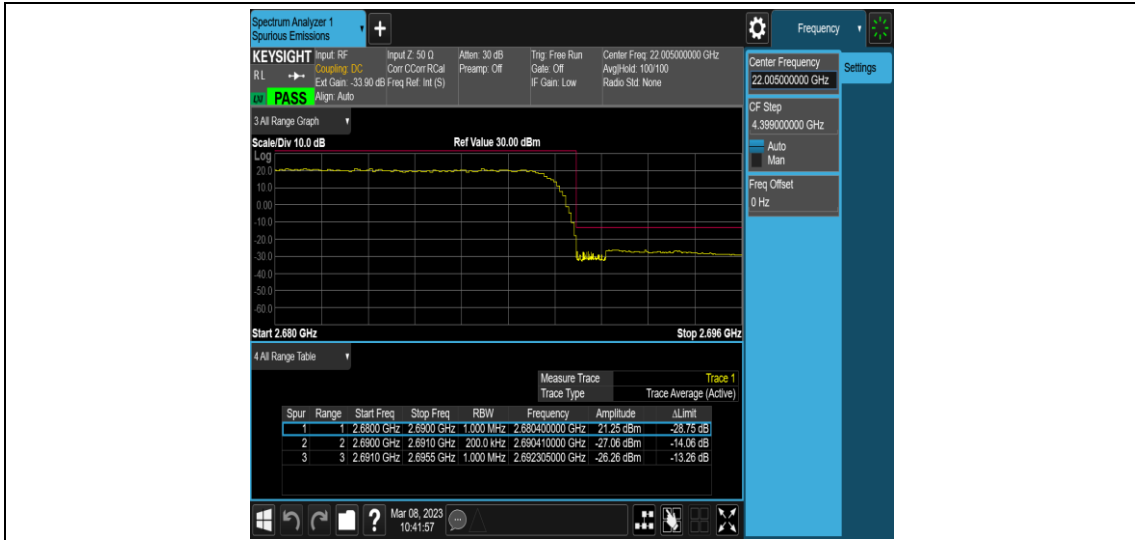 Spectrum Analyzer 1
Spurious Emissions
+
Frequency
KEYSIGHT Input: RF Input Z: 50 Ω Atten: 30 dB Trig: Free Run Center Freq: 22.005000000 GHz
RL Coupling: DC Corr CCorr RCal Preamp: Off Gate: Off Avg|Hold: 100/100
Ext Gain: -33.90 dB Freq Ref: Int (S) IF Gain: Low Radio Std: None
PASS Align: Auto
Center Frequency
22.005000000 GHz
Settings
CF Step
4.399000000 GHz
Auto
Man
Freq Offset
0 Hz
3 All Range Graph
Scale/Div 10.0 dB Ref Value 30.00 dBm
Log
20.0
10.0
0.00
-10.0
-20.0
-30.0
-40.0
-50.0
-60.0
Start 2.680 GHz Stop 2.696 GHz
4 All Range Table
Measure Trace Trace 1
Trace Type Trace Average (Active)
Spur Range Start Freq Stop Freq RBW Frequency Amplitude ΔLimit
1 1 2.6800 GHz 2.6900 GHz 1.000 MHz 2.680400000 GHz 21.25 dBm -28.75 dB
2 2 2.6900 GHz 2.6910 GHz 200.0 kHz 2.690410000 GHz -27.06 dBm -14.06 dB
3 3 2.6910 GHz 2.6955 GHz 1.000 MHz 2.692305000 GHz -26.26 dBm -13.26 dB
? Mar 08, 2023
10:41:57